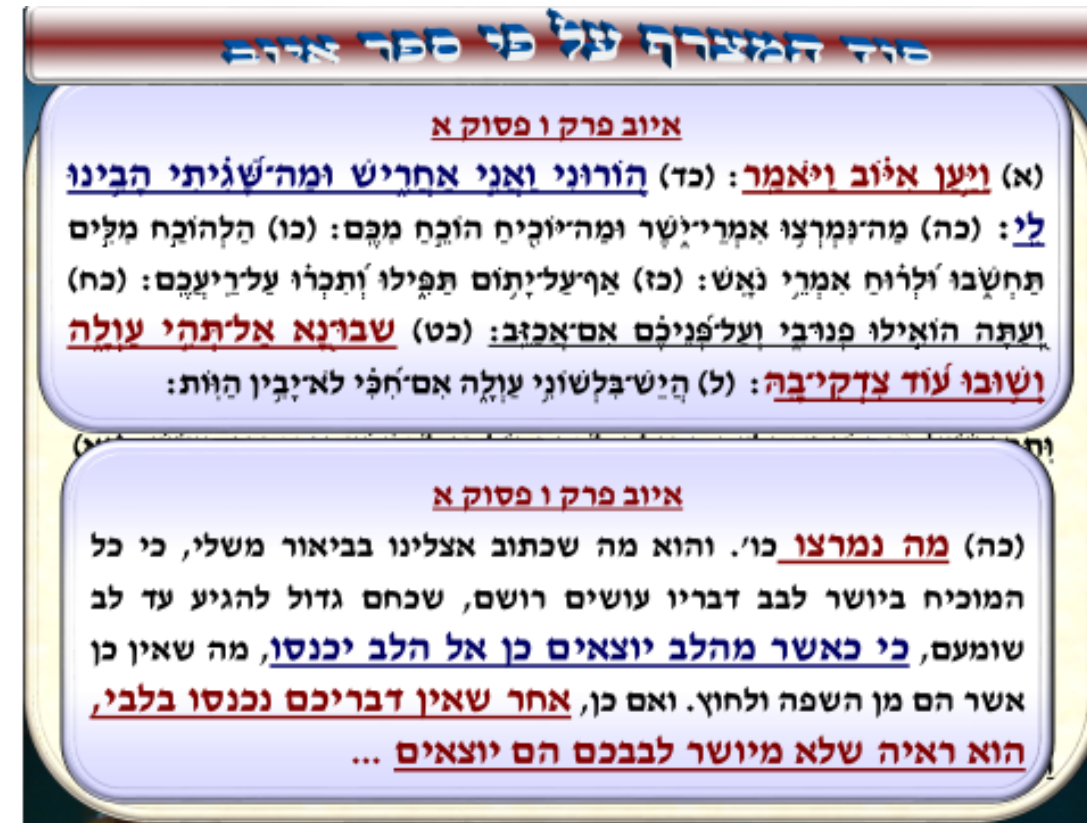 סוד המצרף על פי ספר איוב
איוב פרק ו פסוק א
(א) וַיַּעַן אִיּוֹב וַיֹּאמַר: (כד) הוֹרוּנִי וַאֲנִי אַחֲרִישׁ וּמַה־שָּׁגִיתִי הָבִינוּ
לִי: (כה) מַה־נִּמְרְצוּ אִמְרֵי־יֹשֶׁר וּמַה־יּוֹכִיחַ הוֹכֵחַ מִכֶּם: (כו) הַלְהוֹכַח מִלִּים
תַּחְשֹׁבוּ וּלְרוּחַ אִמְרֵי נֹאָשׁ: (כז) אַף־עַל־יָתוֹם תַּפִּילוּ וְתִכְרוּ עַל־רֵיעֲכֶם: (כח)
וְעַתָּה הוֹאִילוּ פְנוּ־בִי וְעַל־פְּנֵיכֶם אִם־אֲכַזֵּב: (כט) שֻׁבוּ־נָא אַל־תְּהִי עַוְלָה
וְשׁוּבוּ עוֹד צִדְקִי־בָהּ: (ל) הֲיֵשׁ־בִּלְשׁוֹנִי עַוְלָה אִם־חִכִּי לֹא־יָבִין הַוּוֹת:
איוב פרק ו פסוק א
(כה) מה נמרצו כו'. והוא מה שכתוב אצלינו בביאור משלי, כי כל
המוכיח ביושר לבב דבריו עושים רושם, שכחם גדול להגיע עד לב
שומעם, כי כאשר מהלב יוצאים כן אל הלב יכנסו, מה שאין כן
אשר הם מן השפה ולחוץ. ואם כן, אחר שאין דבריכם נכנסו בלבי,
הוא ראיה שלא מיושר לבבכם הם יוצאים ...